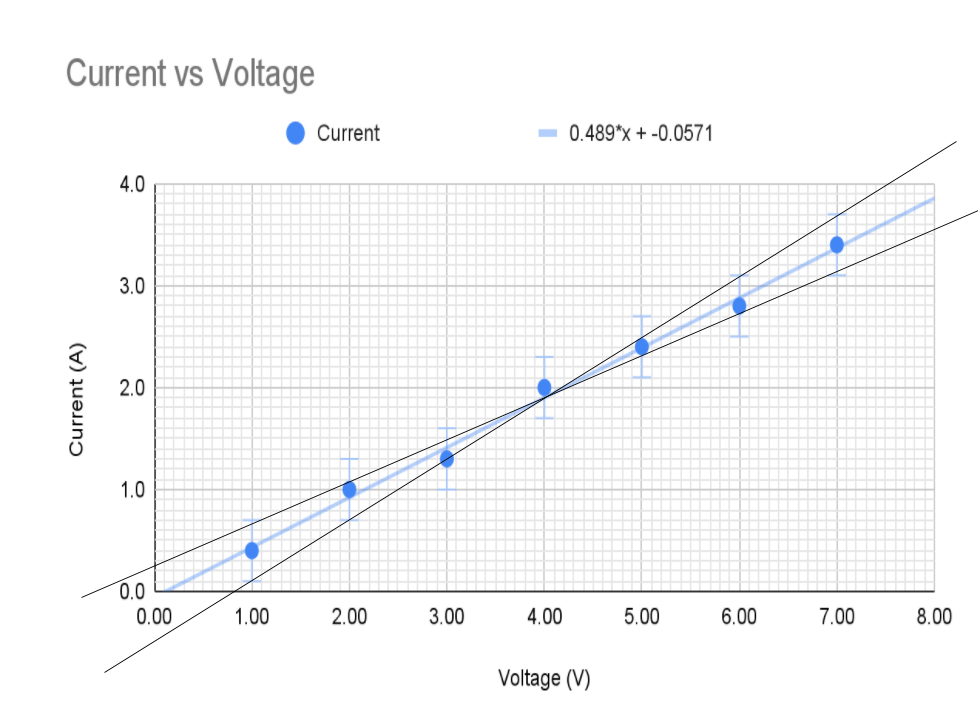 Current vs Voltage
Current 0.489*x + -0.0571
4.0
3.0
2.0
1.0
0.0
Current (A)
0.00 1.00 2.00 3.00 4.00 5.00 6.00 7.00 8.00
Voltage (V)